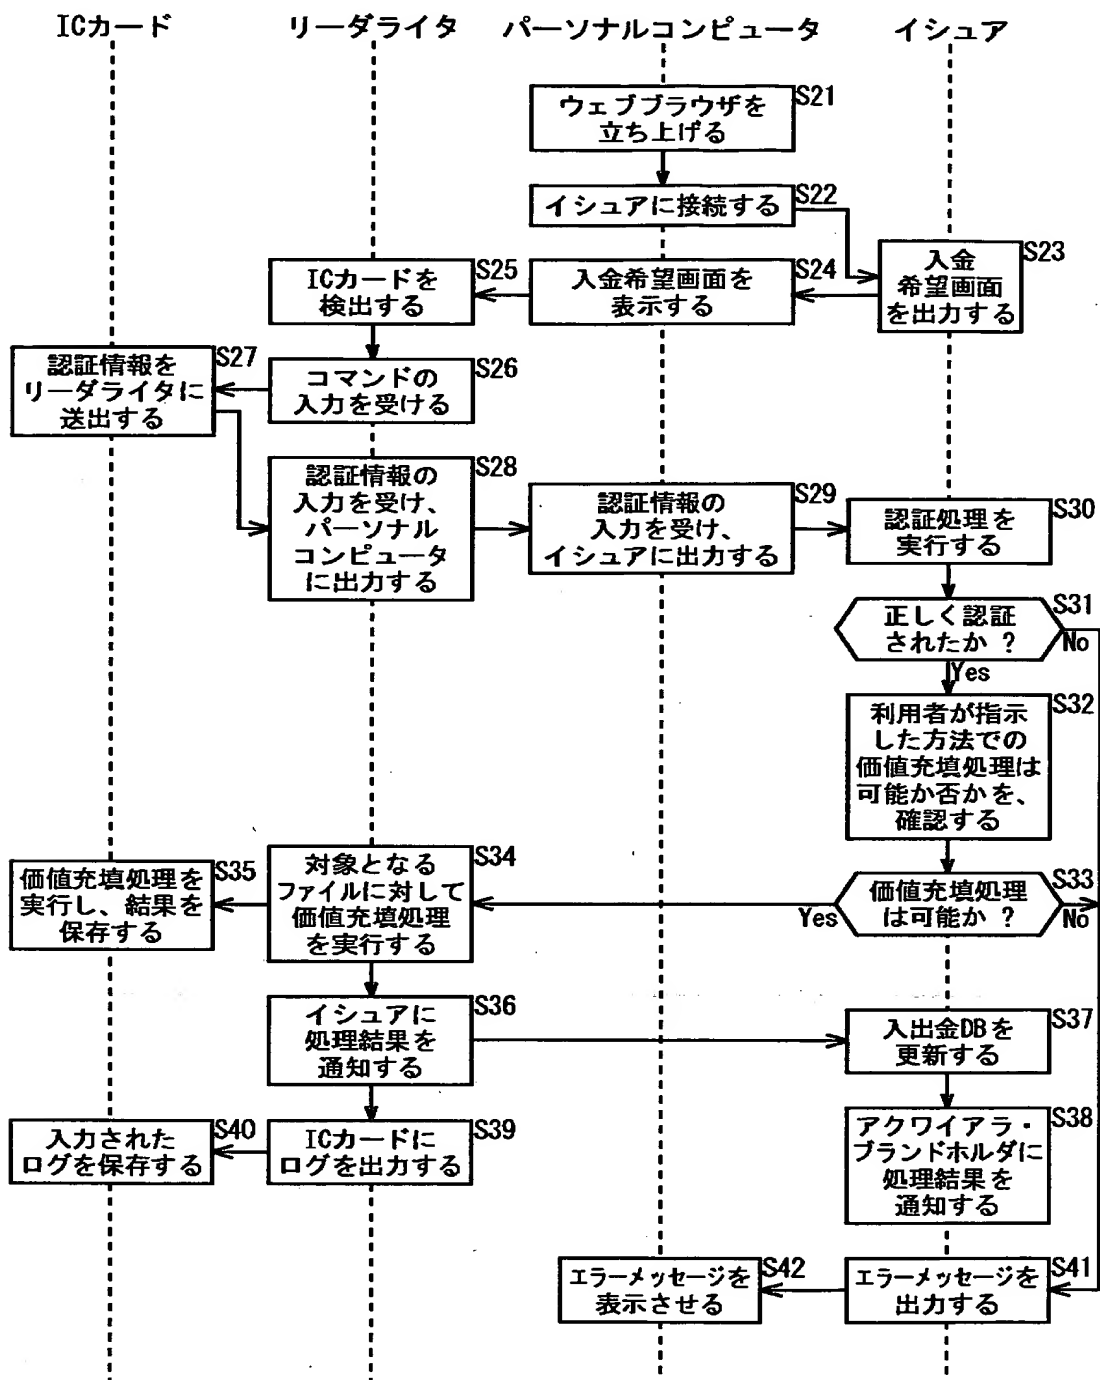 ICカード
リーダライタ
パーソナルコンピュータ
イシュア
ウェブブラウザを
立ち上げる
S21
イシュアに接続する
S22
入金
希望画面
を出力する
S23
入金希望画面を
表示する
S24
ICカードを
検出する
S25
コマンドの
入力を受ける
S26
認証情報を
リーダライタに
送出する
S27
認証情報の
入力を受け、
パーソナル
コンピュータ
に出力する
S28
認証情報の
入力を受け、
イシュアに出力する
S29
認証処理を
実行する
S30
正しく認証
されたか ?
S31
No
Yes
利用者が指示
した方法での
価値充填処理は
可能か否かを、
確認する
S32
価値充填処理
は可能か ?
S33
Yes
No
対象となる
ファイルに対して
価値充填処理
を実行する
S34
価値充填処理を
実行し、結果を
保存する
S35
イシュアに
処理結果を
通知する
S36
入出金DBを
更新する
S37
アクワイアラ・
ブランドホルダに
処理結果を
通知する
S38
ICカードに
ログを出力する
S39
入力された
ログを保存する
S40
エラーメッセージを
出力する
S41
エラーメッセージを
表示させる
S42